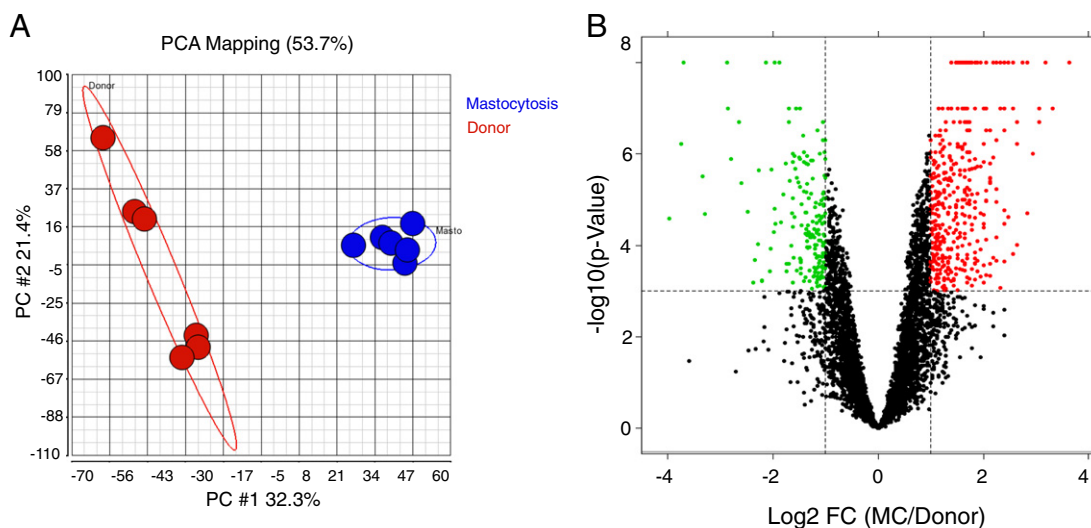 A
PCA Mapping (53.7%)
Donor
Masto
Mastocytosis
Donor
PC #2 21.4%
100
79
58
37
16
-5
-25
-46
-67
-88
-110
-70 -56 -43 -30 -17 -4 8 21 34 47 60
PC #1 32.3%
B
-log10(p-Value)
8
6
4
2
0
-4 -2 0 2 4
Log2 FC (MC/Donor)